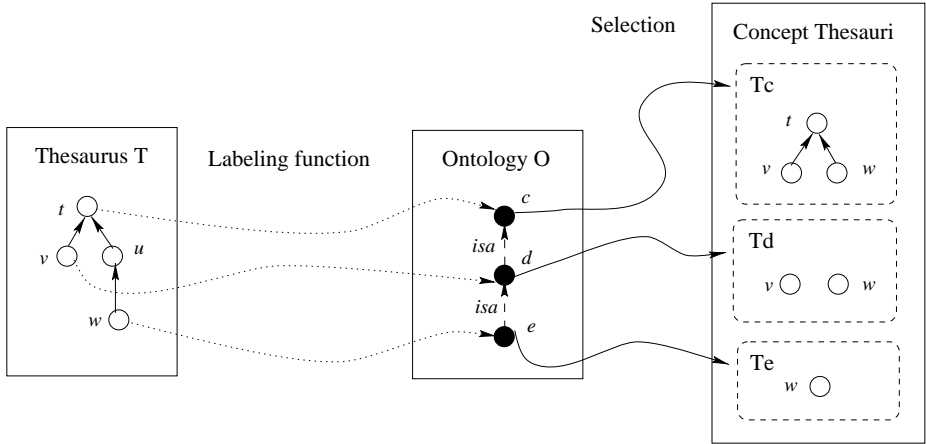 Selection
Concept Thesauri
Tc
t
v
w
Thesaurus T
Labeling function
Ontology O
t
v
u
w
c
isa
d
isa
e
Td
v
w
Te
w